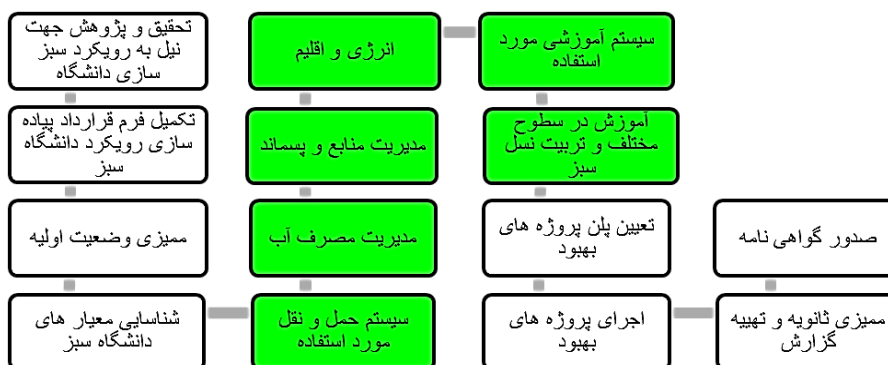 تحقیق و پژوهش جهت
نیل به رویکرد سبز
سازی دانشگاه
تکمیل فرم قرارداد پیاده
سازی رویکرد دانشگاه
سبز
ممیزی وضعیت اولیه
شناسایی معیار های
دانشگاه سبز
سیستم حمل و نقل
مورد استفاده
مدیریت مصرف آب
مدیریت منابع و پسماند
انرژی و اقلیم
سیستم آموزشی مورد
استفاده
آموزش در سطوح
مختلف و تربیت نسل
سبز
تعیین پلن پروژه های
بهبود
اجرای پروژه های
بهبود
ممیزی ثانویه و تهییه
گزارش
صدور گواهی نامه